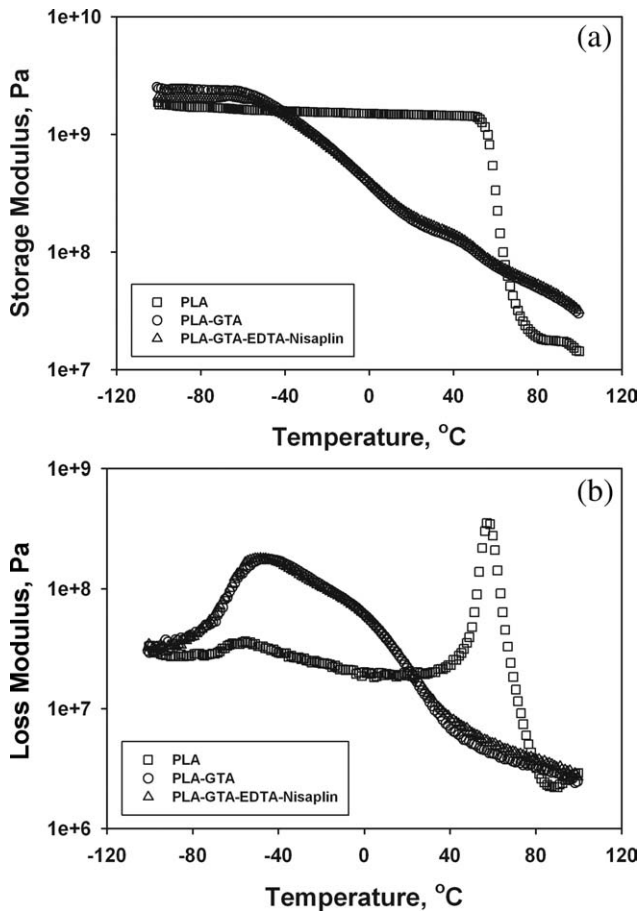 (a)
Storage Modulus, Pa
1e+10
1e+9
1e+8
1e+7
PLA
PLA-GTA
PLA-GTA-EDTA-Nisaplin
-120 -80 -40 0 40 80 120
Temperature, °C
(b)
Loss Modulus, Pa
1e+9
1e+8
1e+7
1e+6
PLA
PLA-GTA
PLA-GTA-EDTA-Nisaplin
-120 -80 -40 0 40 80 120
Temperature, °C